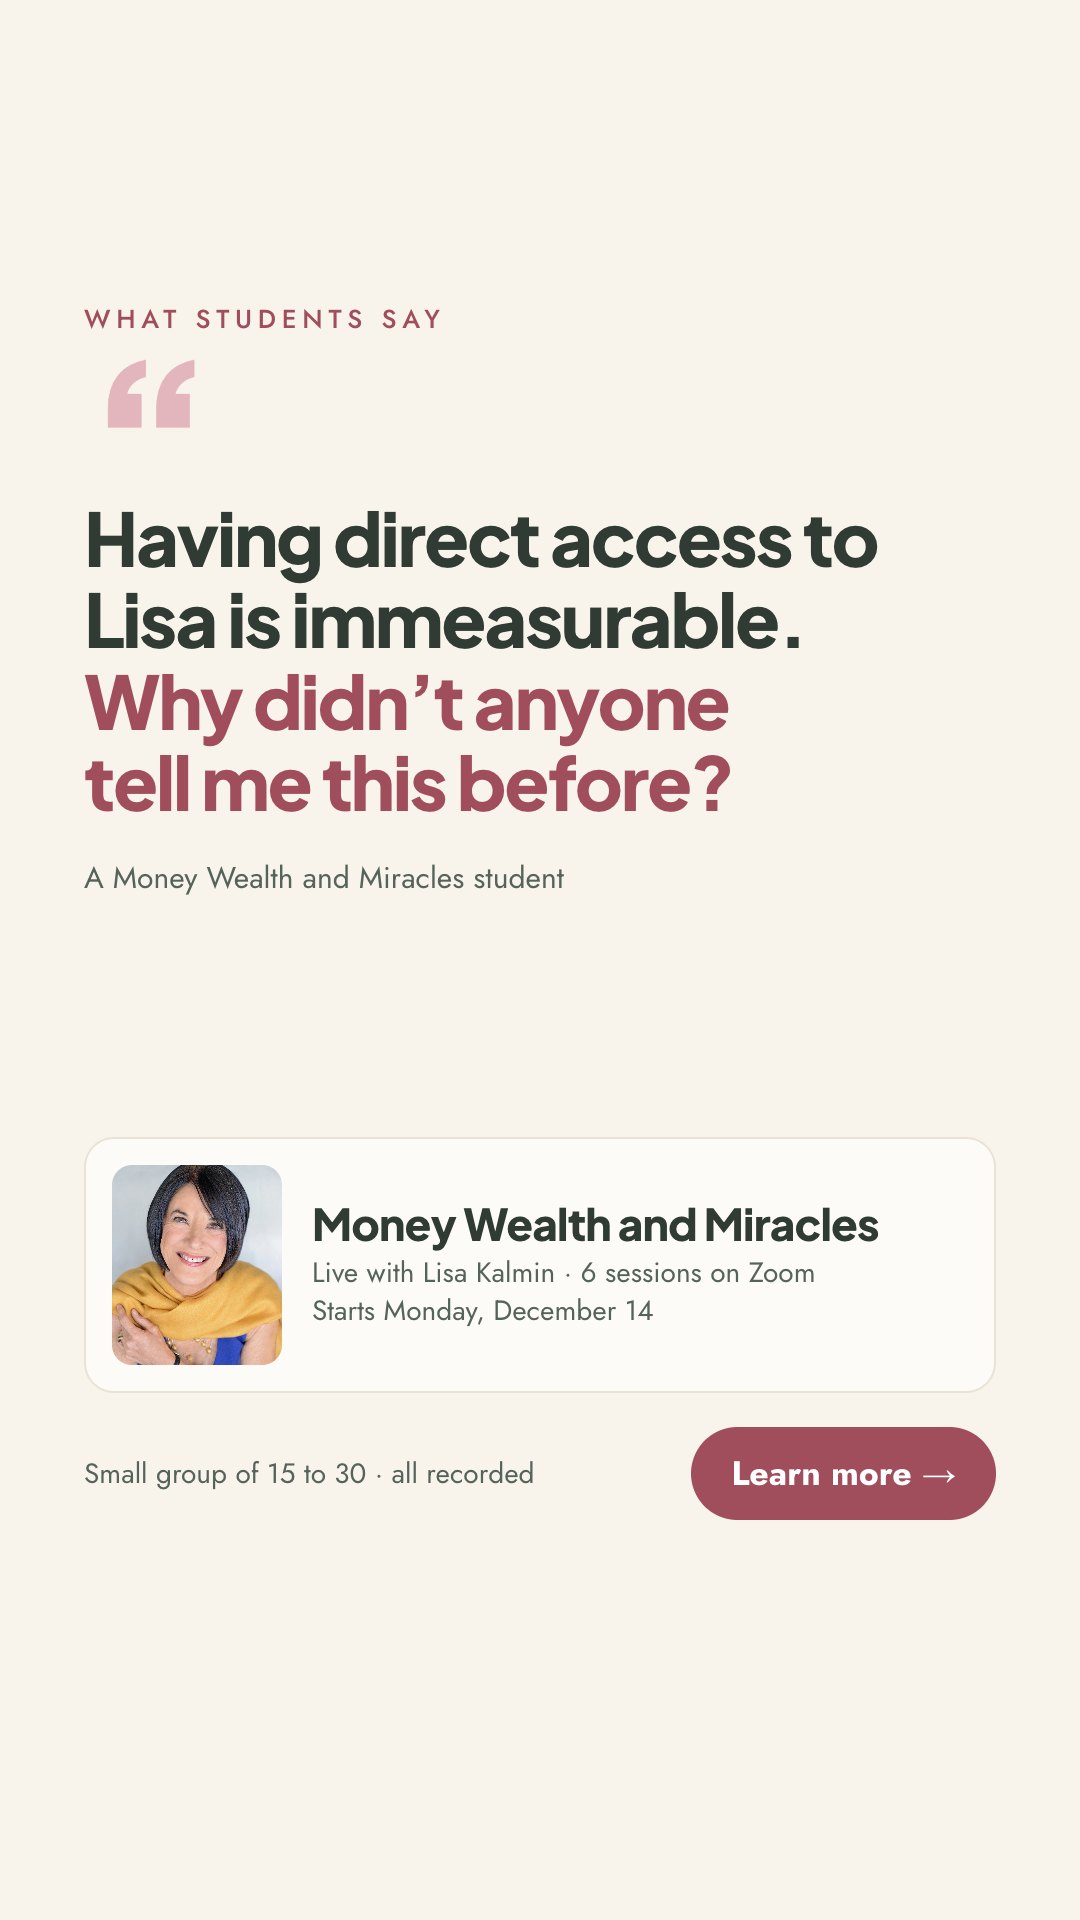 WHAT STUDENTS SAY
“
Having direct access to
Lisa is immeasurable.
Why didn’t anyone
tell me this before?
A Money Wealth and Miracles student
Money Wealth and Miracles
Live with Lisa Kalmin · 6 sessions on Zoom
Starts Monday, December 14
Small group of 15 to 30 · all recorded
Learn more →